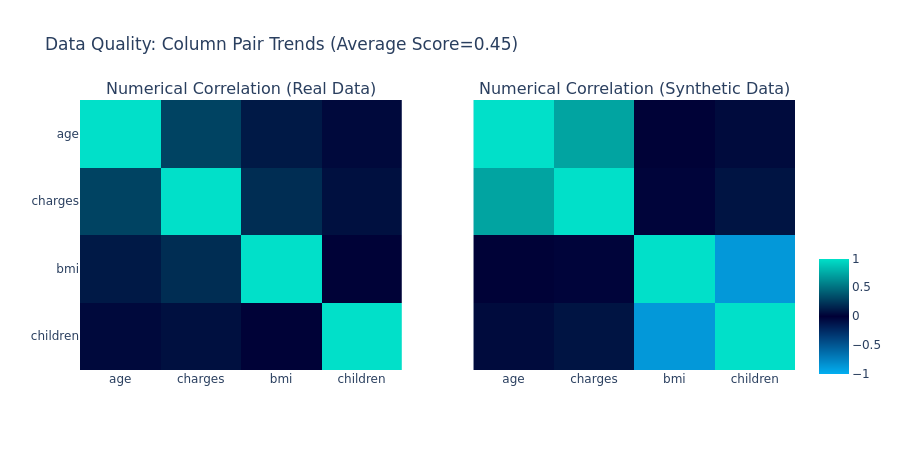 Data Quality: Column Pair Trends (Average Score=0.45)
Numerical Correlation (Real Data)
Numerical Correlation (Synthetic Data)
age
charges
bmi
children
age
charges
bmi
children
age
charges
bmi
children
1
0.5
0
−0.5
−1